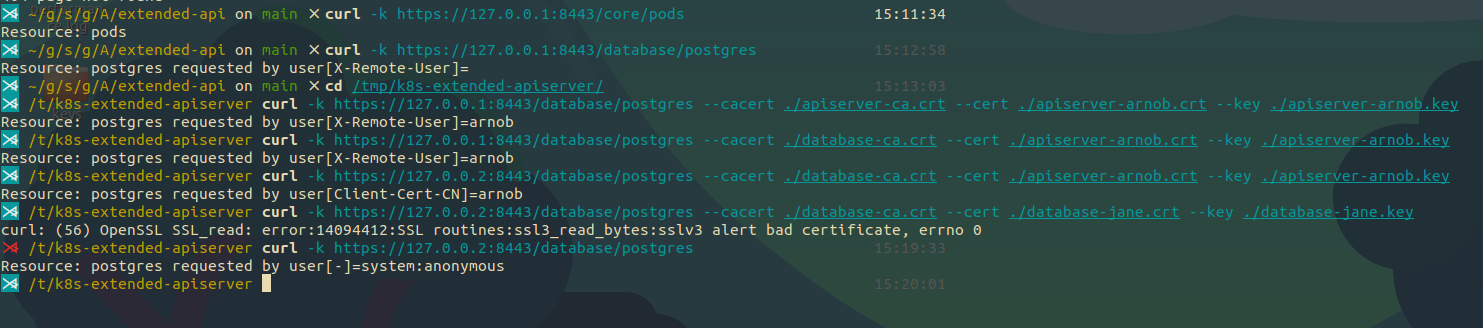 ~/g/s/g/A/extended-api on main ✕ curl -k https://127.0.0.1:8443/core/pods 15:11:34
Resource: pods
~/g/s/g/A/extended-api on main ✕ curl -k https://127.0.0.1:8443/database/postgres 15:12:58
Resource: postgres requested by user[X-Remote-User]=
~/g/s/g/A/extended-api on main ✕ cd /tmp/k8s-extended-apiserver/ 15:13:03
/t/k8s-extended-apiserver curl -k https://127.0.0.1:8443/database/postgres --cacert ./apiserver-ca.crt --cert ./apiserver-arnob.crt --key ./apiserver-arnob.key
Resource: postgres requested by user[X-Remote-User]=arnob
/t/k8s-extended-apiserver curl -k https://127.0.0.1:8443/database/postgres --cacert ./database-ca.crt --cert ./apiserver-arnob.crt --key ./apiserver-arnob.key
Resource: postgres requested by user[X-Remote-User]=arnob
/t/k8s-extended-apiserver curl -k https://127.0.0.2:8443/database/postgres --cacert ./database-ca.crt --cert ./apiserver-arnob.crt --key ./apiserver-arnob.key
Resource: postgres requested by user[Client-Cert-CN]=arnob
/t/k8s-extended-apiserver curl -k https://127.0.0.2:8443/database/postgres --cacert ./database-ca.crt --cert ./database-jane.crt --key ./database-jane.key
curl: (56) OpenSSL SSL_read: error:14094412:SSL routines:ssl3_read_bytes:sslv3 alert bad certificate, errno 0
/t/k8s-extended-apiserver curl -k https://127.0.0.2:8443/database/postgres 15:19:33
Resource: postgres requested by user[-]=system:anonymous
/t/k8s-extended-apiserver 15:20:01